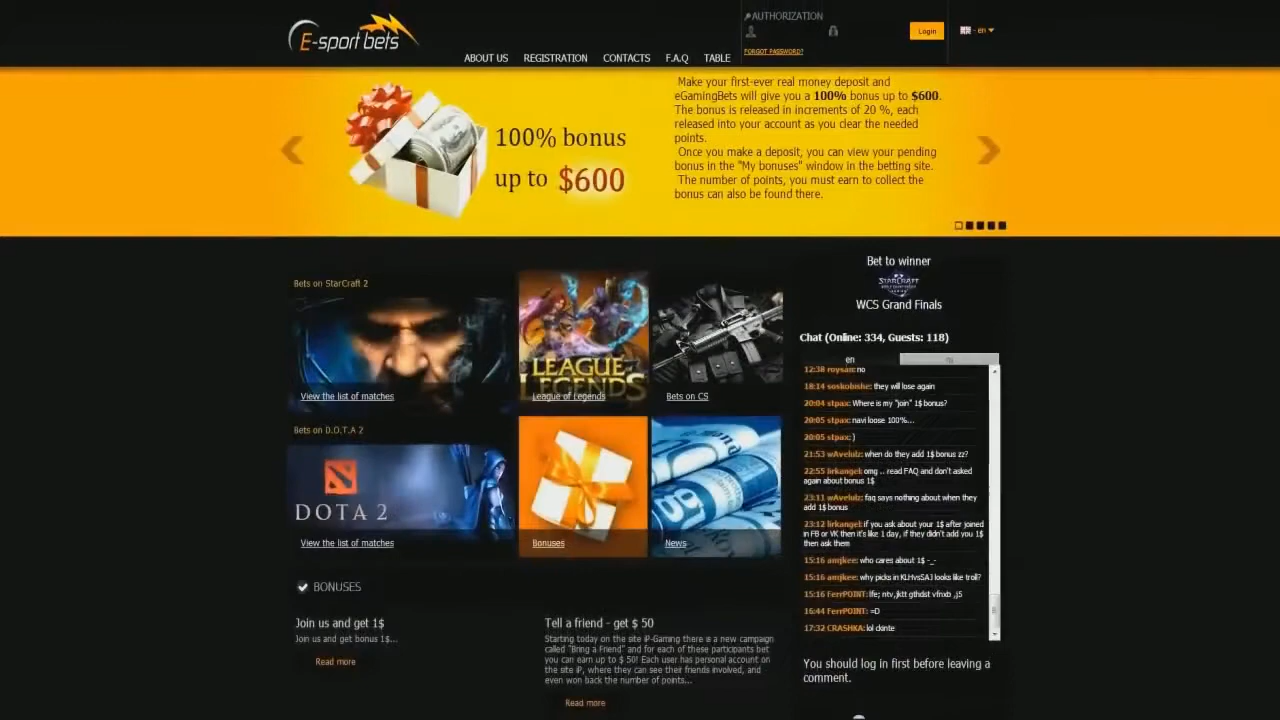 E-sport bets
AUTHORIZATION
Login
- en
FORGOT PASSWORD?
ABOUT US
REGISTRATION
CONTACTS
F.A.Q
TABLE
100% bonus
up to $600
Make your first-ever real money deposit and
eGamingBets will give you a 100% bonus up to $600.
The bonus is released in increments of 20 %, each
released into your account as you clear the needed
points.
Once you make a deposit, you can view your pending
bonus in the "My bonuses" window in the betting site.
The number of points, you must earn to collect the
bonus can also be found there.
Bets on StarCraft 2
View the list of matches
LEAGUE
LEGENDS
League of Legends
Bets on CS
Bets on D.O.T.A 2
DOTA 2
View the list of matches
Bonuses
News
BONUSES
Join us and get 1$
Join us and get bonus 1$...
Read more
Tell a friend - get $ 50
Starting today on the site iP-Gaming there is a new campaign
called "Bring a Friend" and for each of these participants bet
you can earn up to $ 50! Each user has personal account on
the site iP, where they can see their friends involved, and
even won back the number of points...
Read more
Bet to winner
STARCRAFT
WCS Grand Finals
Chat (Online: 334, Guests: 118)
en
ru
12:38 roysan: no
18:14 soskolnshe: they will lose again
20:04 stpax: Where is my "join" 1$ bonus?
20:05 stpax: navi loose 100%...
20:05 stpax: )
21:53 wAvelulz: when do they add 1$ bonus zz?
22:55 lirkangel: omg .. read FAQ and don't asked
again about bonus 1$
23:11 wAvelulz: faq says nothing about when they
add 1$ bonus
23:12 lirkangel: if you ask about your 1$ after joined
in FB or VK then it's like 1 day, if they didn't add you 1$
then ask them
15:16 amjkee: who cares about 1$ -_-
15:16 amjkee: why picks in KLHvsSAJ looks like troll?
15:16 FerrPOINT: lfe; ntv,jktt gthdst vfnxb ,j5
16:44 FerrPOINT: =D
17:32 CRASHKA: lol ckinte
You should log in first before leaving a
comment.